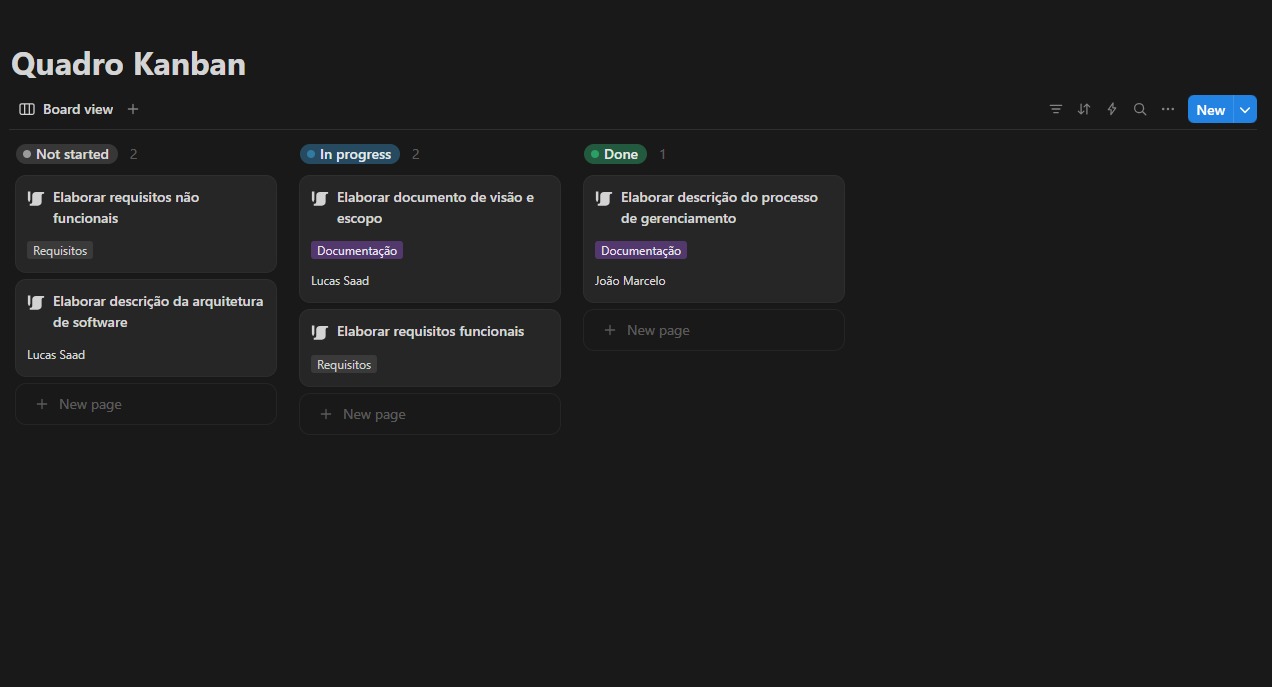 Quadro Kanban
Board view
New
Not started 2
Elaborar requisitos não
funcionais
Requisitos
Elaborar descrição da arquitetura
de software
Lucas Saad
New page
In progress 2
Elaborar documento de visão e
escopo
Documentação
Lucas Saad
Elaborar requisitos funcionais
Requisitos
New page
Done 1
Elaborar descrição do processo
de gerenciamento
Documentação
João Marcelo
New page